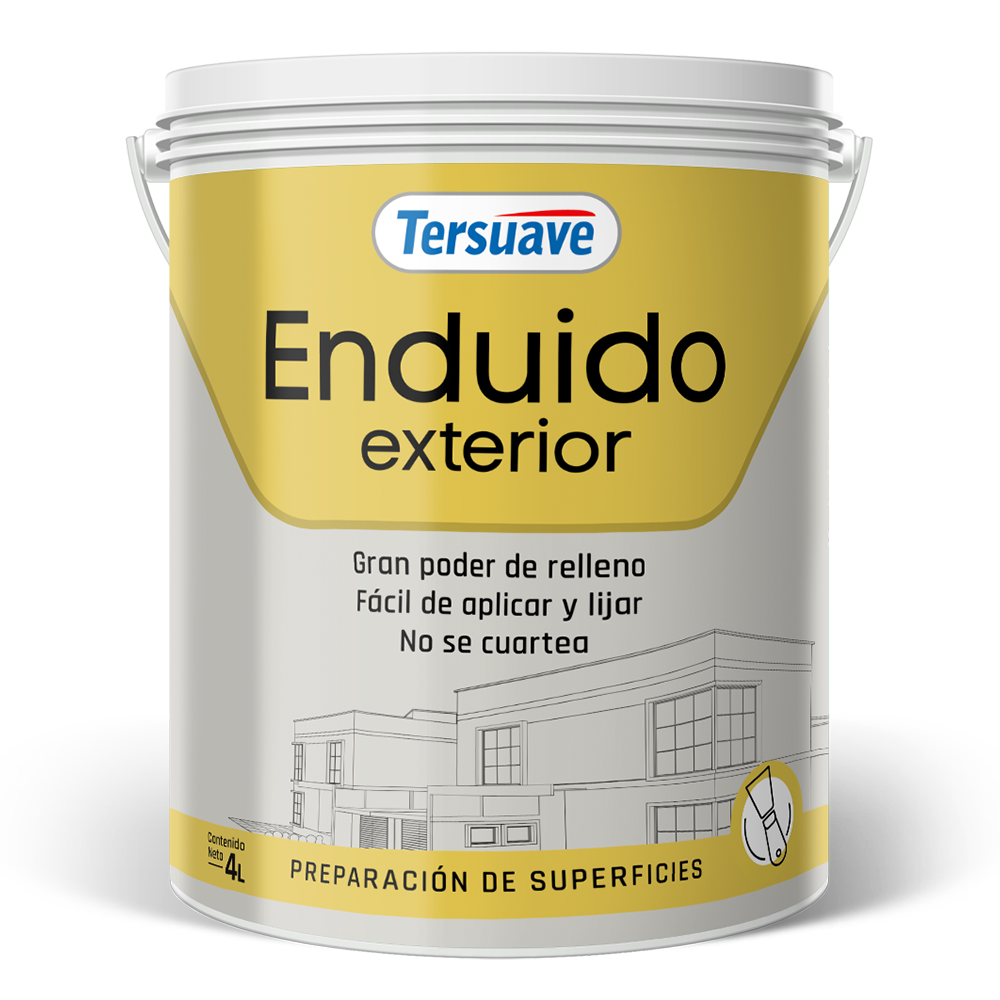 Tersuave
Enduido
exterior
Gran poder de relleno
Fácil de aplicar y lijar
No se cuartea
Contenido
Neto 4L
PREPARACIÓN DE SUPERFICIES